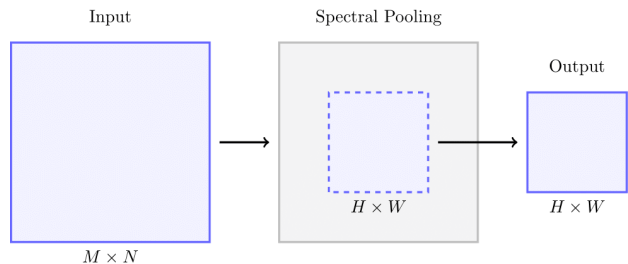 Input
Spectral Pooling
Output
H × W
H × W
M × N